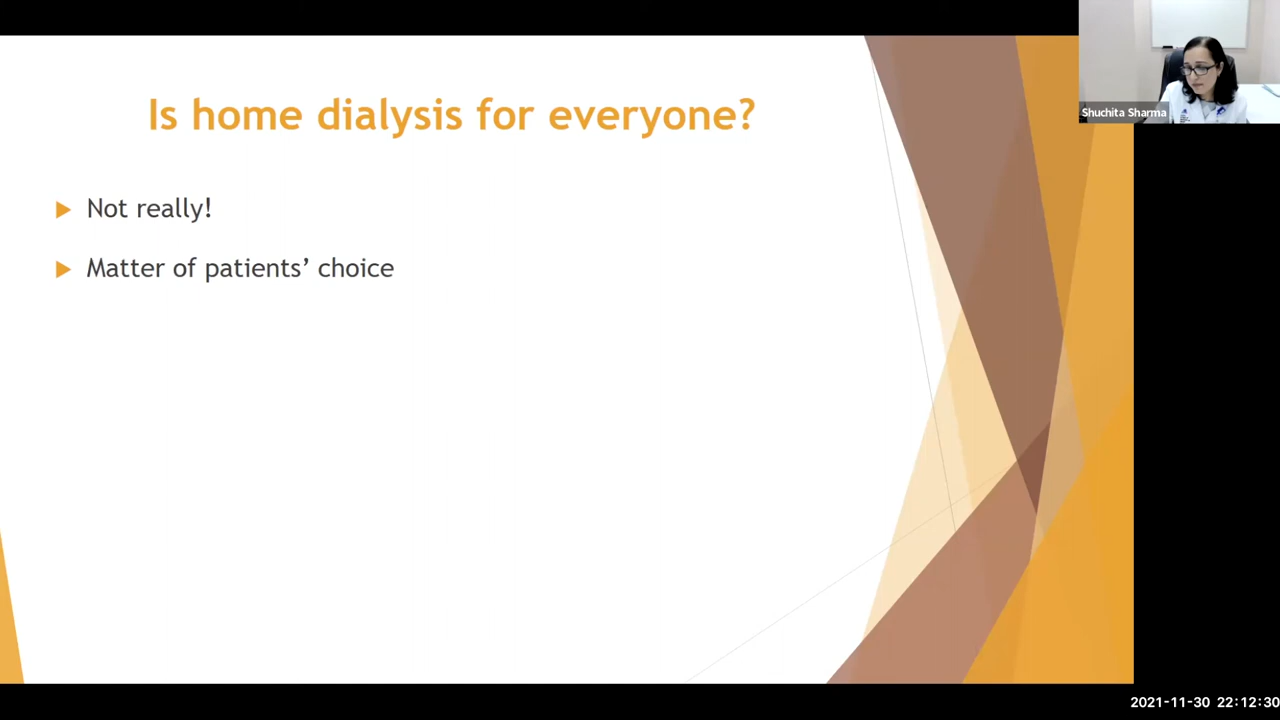 Is home dialysis for everyone?
Not really!
Matter of patients’ choice
Shuchita Sharma
2021-11-30 22:12:30